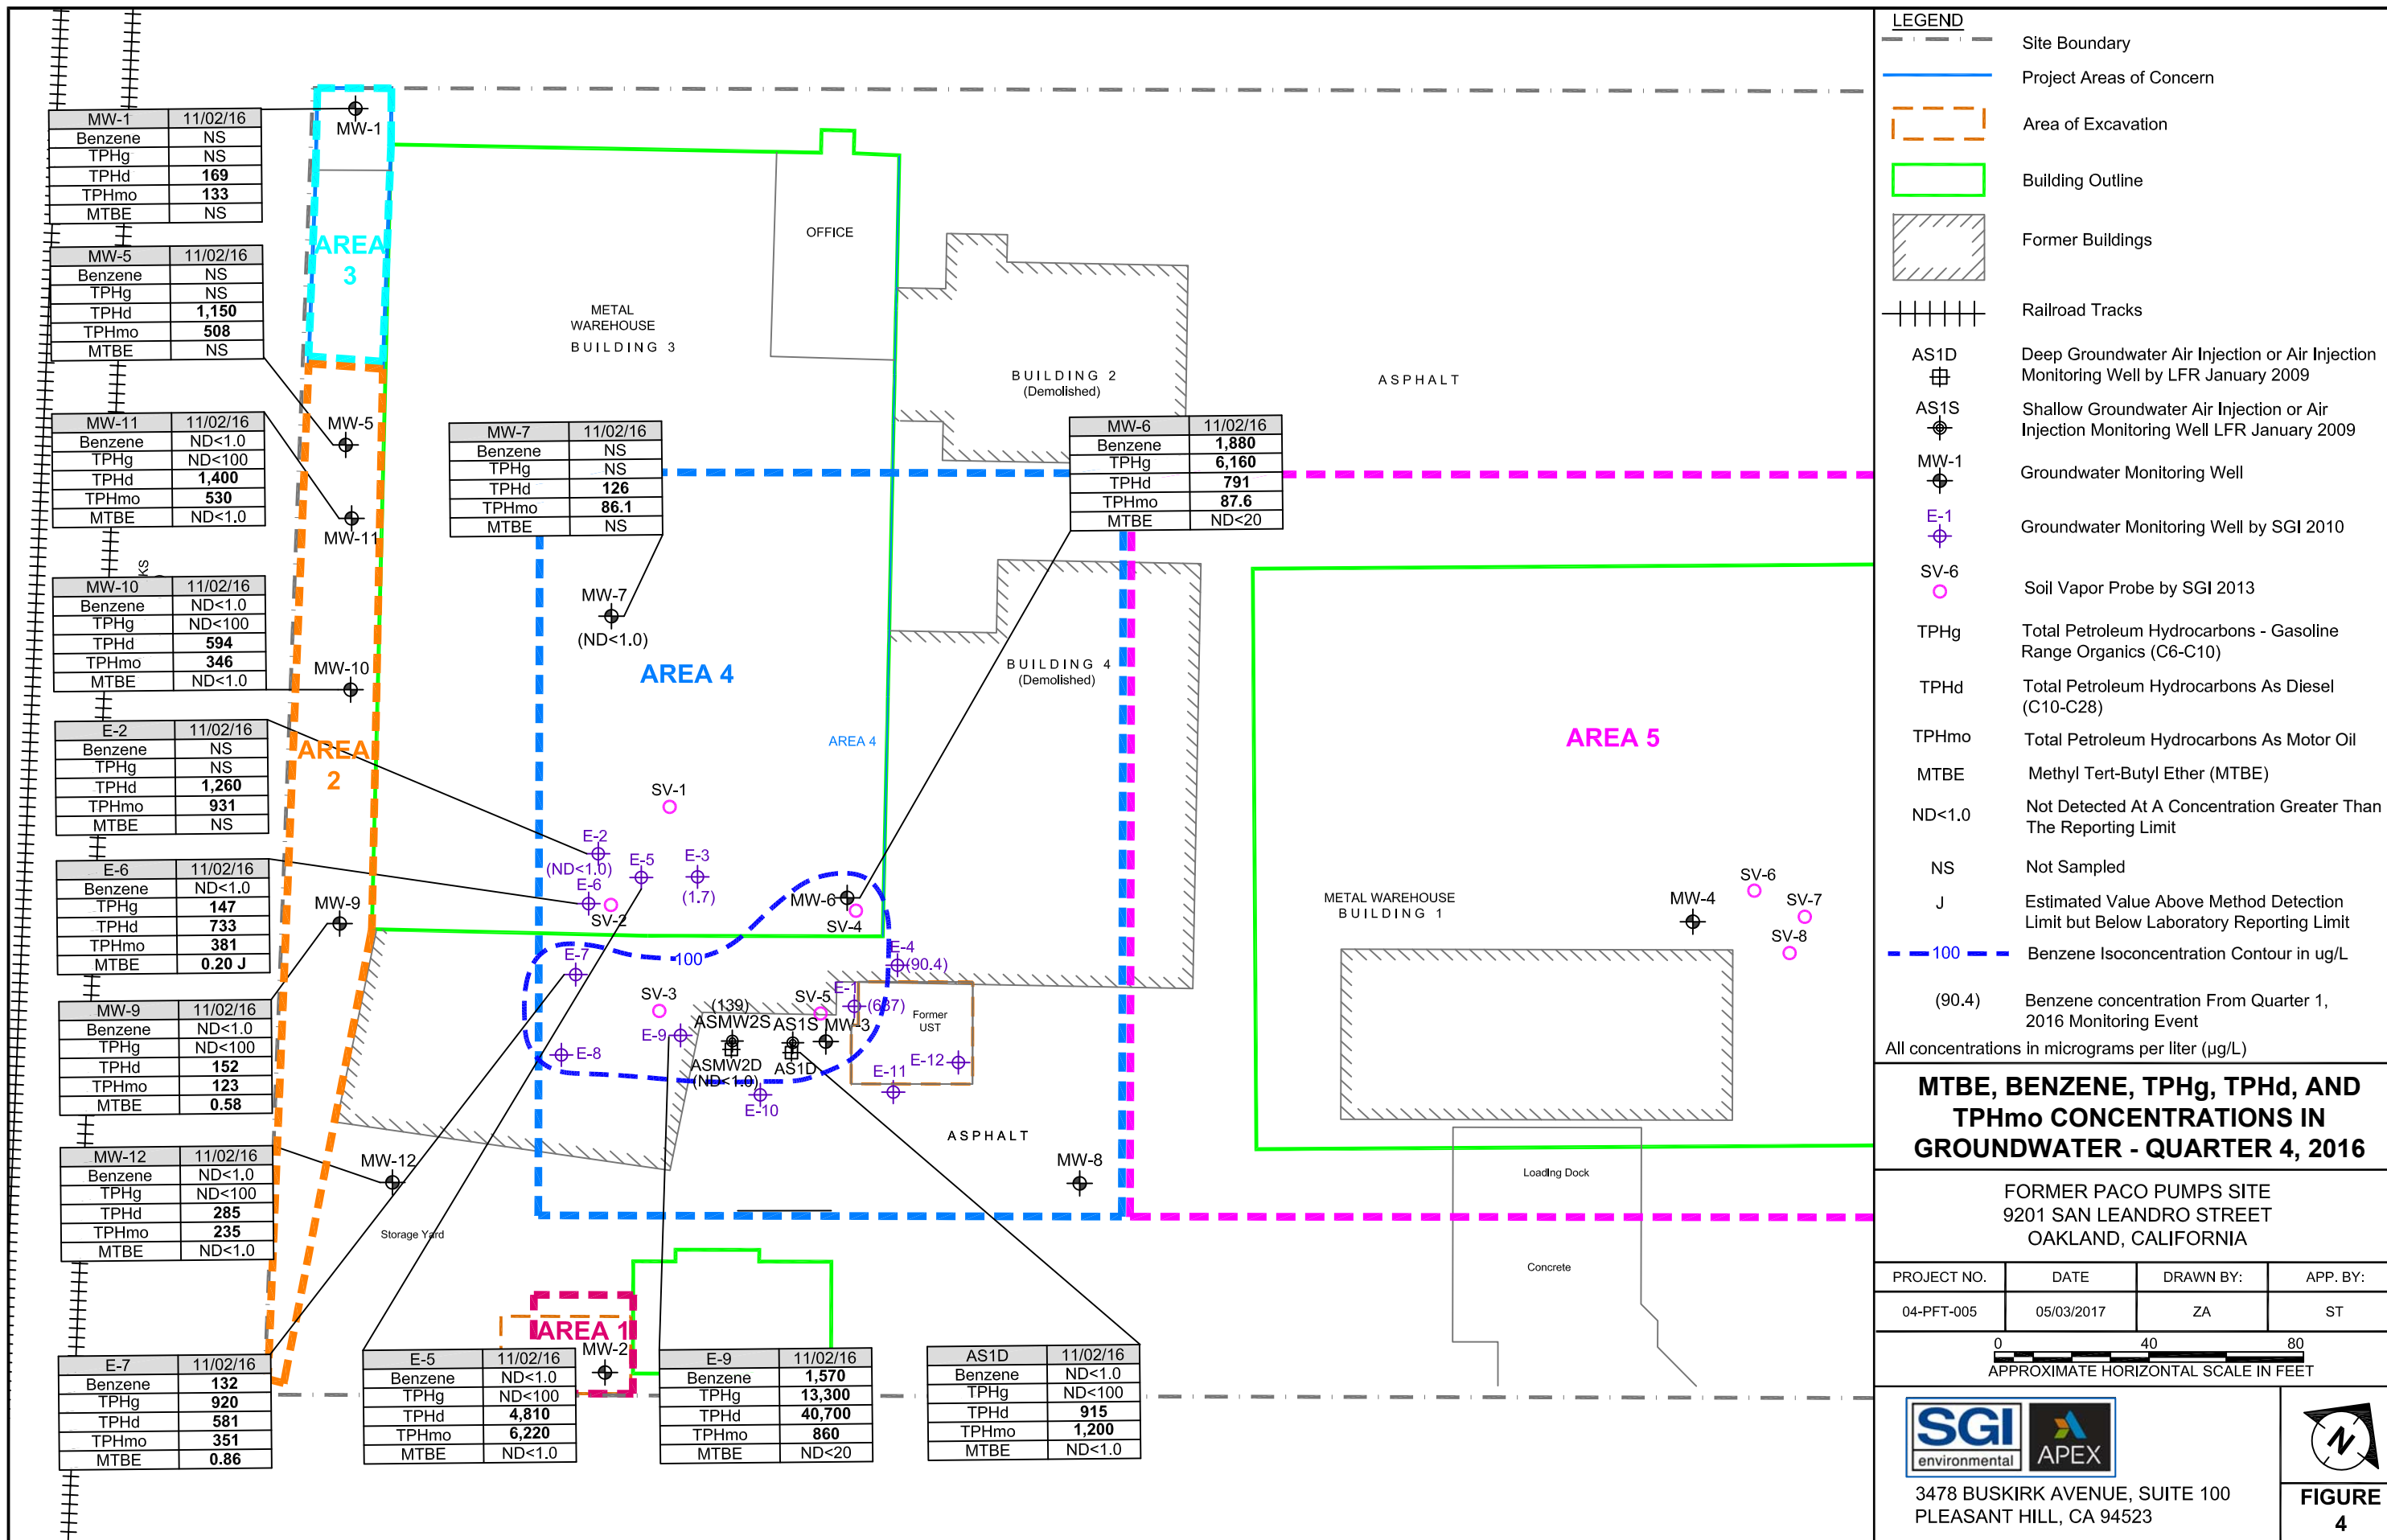 MW-1 11/02/16
Benzene NS
TPHg NS
TPHd 169
TPHmo 133
MTBE NS
MW-5 11/02/16
Benzene NS
TPHg NS
TPHd 1,150
TPHmo 508
MTBE NS
MW-11 11/02/16
Benzene ND<1.0
TPHg ND<100
TPHd 1,400
TPHmo 530
MTBE ND<1.0
KS
MW-10 11/02/16
Benzene ND<1.0
TPHg ND<100
TPHd 594
TPHmo 346
MTBE ND<1.0
E-2 11/02/16
Benzene NS
TPHg NS
TPHd 1,260
TPHmo 931
MTBE NS
E-6 11/02/16
Benzene ND<1.0
TPHg 147
TPHd 733
TPHmo 381
MTBE 0.20 J
MW-9 11/02/16
Benzene ND<1.0
TPHg ND<100
TPHd 152
TPHmo 123
MTBE 0.58
MW-12 11/02/16
Benzene ND<1.0
TPHg ND<100
TPHd 285
TPHmo 235
MTBE ND<1.0
E-7 11/02/16
Benzene 132
TPHg 920
TPHd 581
TPHmo 351
MTBE 0.86
MW-1
AREA
3
MW-5
MW-11
MW-10
AREA
2
MW-9
MW-12
Storage Yard
OFFICE
METAL
WAREHOUSE
BUILDING 3
BUILDING 2
(Demolished)
ASPHALT
MW-7 11/02/16
Benzene NS
TPHg NS
TPHd 126
TPHmo 86.1
MTBE NS
MW-6 11/02/16
Benzene 1,880
TPHg 6,160
TPHd 791
TPHmo 87.6
MTBE ND<20
MW-7
(ND<1.0)
AREA 4
BUILDING 4
(Demolished)
AREA 4
AREA 5
SV-1
E-2
(ND<1.0)
E-5
E-3
(1.7)
E-6
SV-2
MW-6
SV-4
E-7
100
E-4
(90.4)
SV-3
(139)
SV-5
E-1
(637)
Former
UST
ASMW2S
AS1S
MW-3
E-9
E-8
ASMW2D
(ND<1.0)
AS1D
E-12
E-11
E-10
ASPHALT
MW-8
METAL WAREHOUSE
BUILDING 1
MW-4
SV-6
SV-7
SV-8
Loading Dock
Concrete
AREA 1
MW-2
E-5 11/02/16
Benzene ND<1.0
TPHg ND<100
TPHd 4,810
TPHmo 6,220
MTBE ND<1.0
E-9 11/02/16
Benzene 1,570
TPHg 13,300
TPHd 40,700
TPHmo 860
MTBE ND<20
AS1D 11/02/16
Benzene ND<1.0
TPHg ND<100
TPHd 915
TPHmo 1,200
MTBE ND<1.0
LEGEND
Site Boundary
Project Areas of Concern
Area of Excavation
Building Outline
Former Buildings
Railroad Tracks
AS1D Deep Groundwater Air Injection or Air Injection
Monitoring Well by LFR January 2009
AS1S Shallow Groundwater Air Injection or Air
Injection Monitoring Well LFR January 2009
MW-1 Groundwater Monitoring Well
E-1 Groundwater Monitoring Well by SGI 2010
SV-6 Soil Vapor Probe by SGI 2013
TPHg Total Petroleum Hydrocarbons - Gasoline
Range Organics (C6-C10)
TPHd Total Petroleum Hydrocarbons As Diesel
(C10-C28)
TPHmo Total Petroleum Hydrocarbons As Motor Oil
MTBE Methyl Tert-Butyl Ether (MTBE)
ND<1.0 Not Detected At A Concentration Greater Than
The Reporting Limit
NS Not Sampled
J Estimated Value Above Method Detection
Limit but Below Laboratory Reporting Limit
100 Benzene Isoconcentration Contour in ug/L
(90.4) Benzene concentration From Quarter 1,
2016 Monitoring Event
All concentrations in micrograms per liter (µg/L)
MTBE, BENZENE, TPHg, TPHd, AND
TPHmo CONCENTRATIONS IN
GROUNDWATER - QUARTER 4, 2016
FORMER PACO PUMPS SITE
9201 SAN LEANDRO STREET
OAKLAND, CALIFORNIA
PROJECT NO. DATE DRAWN BY: APP. BY:
04-PFT-005 05/03/2017 ZA ST
0 40 80
APPROXIMATE HORIZONTAL SCALE IN FEET
SGI
environmental
APEX
N
3478 BUSKIRK AVENUE, SUITE 100
PLEASANT HILL, CA 94523
FIGURE
4